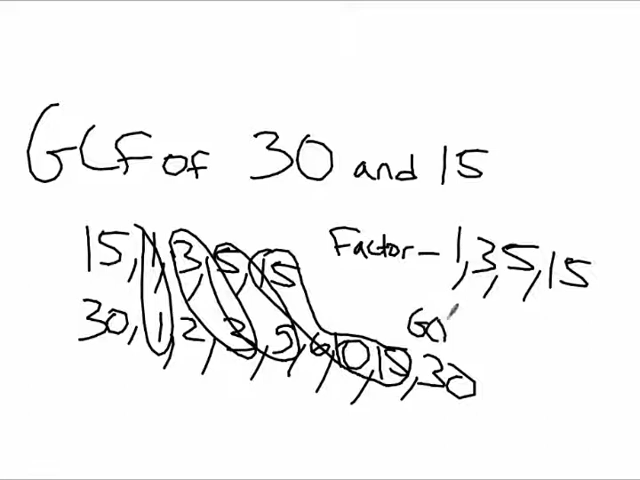 GCF of 30 and 15
15, 1, 3, 5, 15
Factor - 1, 3, 5, 15
30, 1, 2, 3, 5, 6, 10, 15, 30